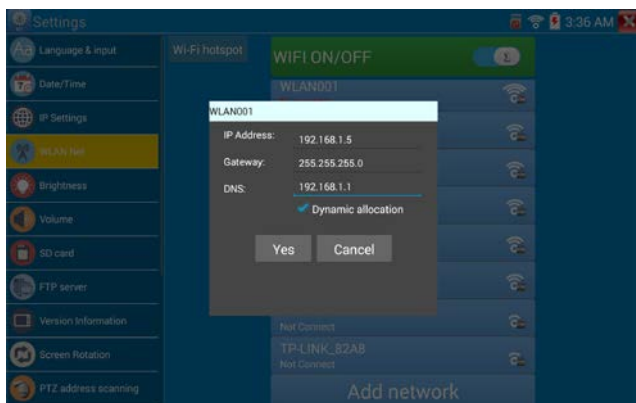 Settings
3:36 AM
Language & input
Wi-Fi hotspot
WIFI ON/OFF
Date/Time
WLAN001
IP Settings
WLAN Net
Brightness
Volume
SD card
FTP server
Version Information
Screen Rotation
PTZ address scanning
WLAN001
IP Address: 192.168.1.5
Gateway: 255.255.255.0
DNS: 192.168.1.1
Dynamic allocation
Yes Cancel
Not Connect
TP-LINK_B2A8
Not Connect
Add network